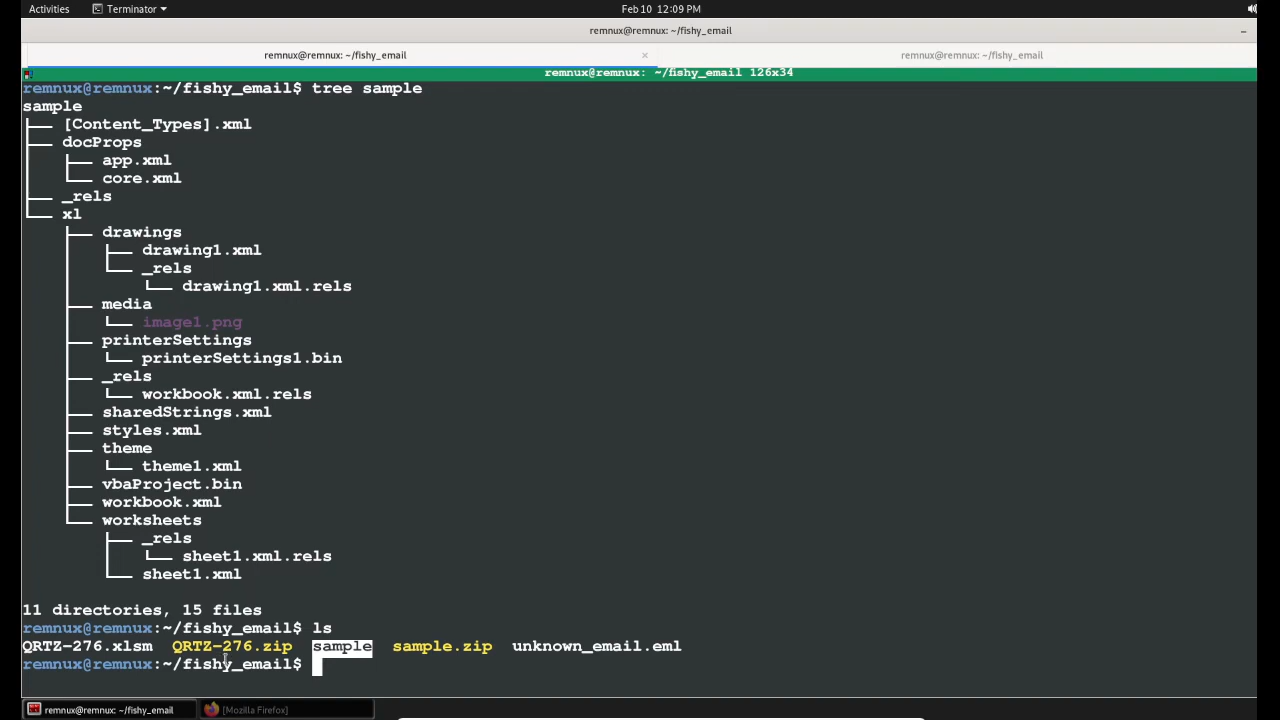 Activities Terminator Feb 10 12:09 PM
remnux@remnux: ~/fishy_email
remnux@remnux: ~/fishy_email × remnux@remnux: ~/fishy_email
remnux@remnux: ~/fishy_email 126x34
remnux@remnux:~/fishy_email$ tree sample
sample
├── [Content_Types].xml
├── docProps
│   ├── app.xml
│   └── core.xml
├── _rels
└── xl
    ├── drawings
    │   ├── drawing1.xml
    │   └── _rels
    │       └── drawing1.xml.rels
    ├── media
    │   └── image1.png
    ├── printerSettings
    │   └── printerSettings1.bin
    ├── _rels
    │   └── workbook.xml.rels
    ├── sharedStrings.xml
    ├── styles.xml
    ├── theme
    │   └── theme1.xml
    ├── vbaProject.bin
    ├── workbook.xml
    └── worksheets
        ├── _rels
        │   └── sheet1.xml.rels
        └── sheet1.xml
11 directories, 15 files
remnux@remnux:~/fishy_email$ ls
QRTZ-276.xlsm QRTZ-276.zip sample sample.zip unknown_email.eml
remnux@remnux:~/fishy_email$
remnux@remnux: ~/fishy_email [Mozilla Firefox]